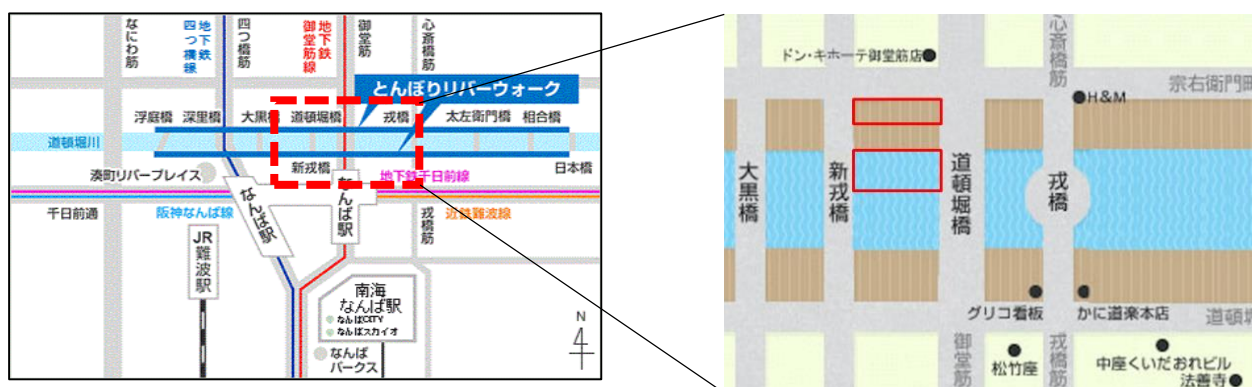 なにわ筋
地下鉄
四つ橋線
四つ橋筋
地下鉄
御堂筋線
御堂筋
心斎橋筋
とんぼりリバーウォーク
浮庭橋
深里橋
大黒橋
道頓堀橋
戎橋
太左衛門橋
相合橋
道頓堀川
新戎橋
日本橋
湊町リバープレイス
地下鉄千日前線
なんば駅
なんば駅
千日前通
阪神なんば線
戎橋筋
近鉄難波線
JR
難波駅
南海
なんば駅
なんばCITY
なんばスカイオ
なんば
パークス
N
心斎橋筋
ドン・キホーテ御堂筋店
宗右衛門町
H&M
大黒橋
新戎橋
道頓堀橋
戎橋
グリコ看板
かに道楽本店
道頓堀
御堂筋
松竹座
戎橋筋
中座くいだおれビル
法善寺